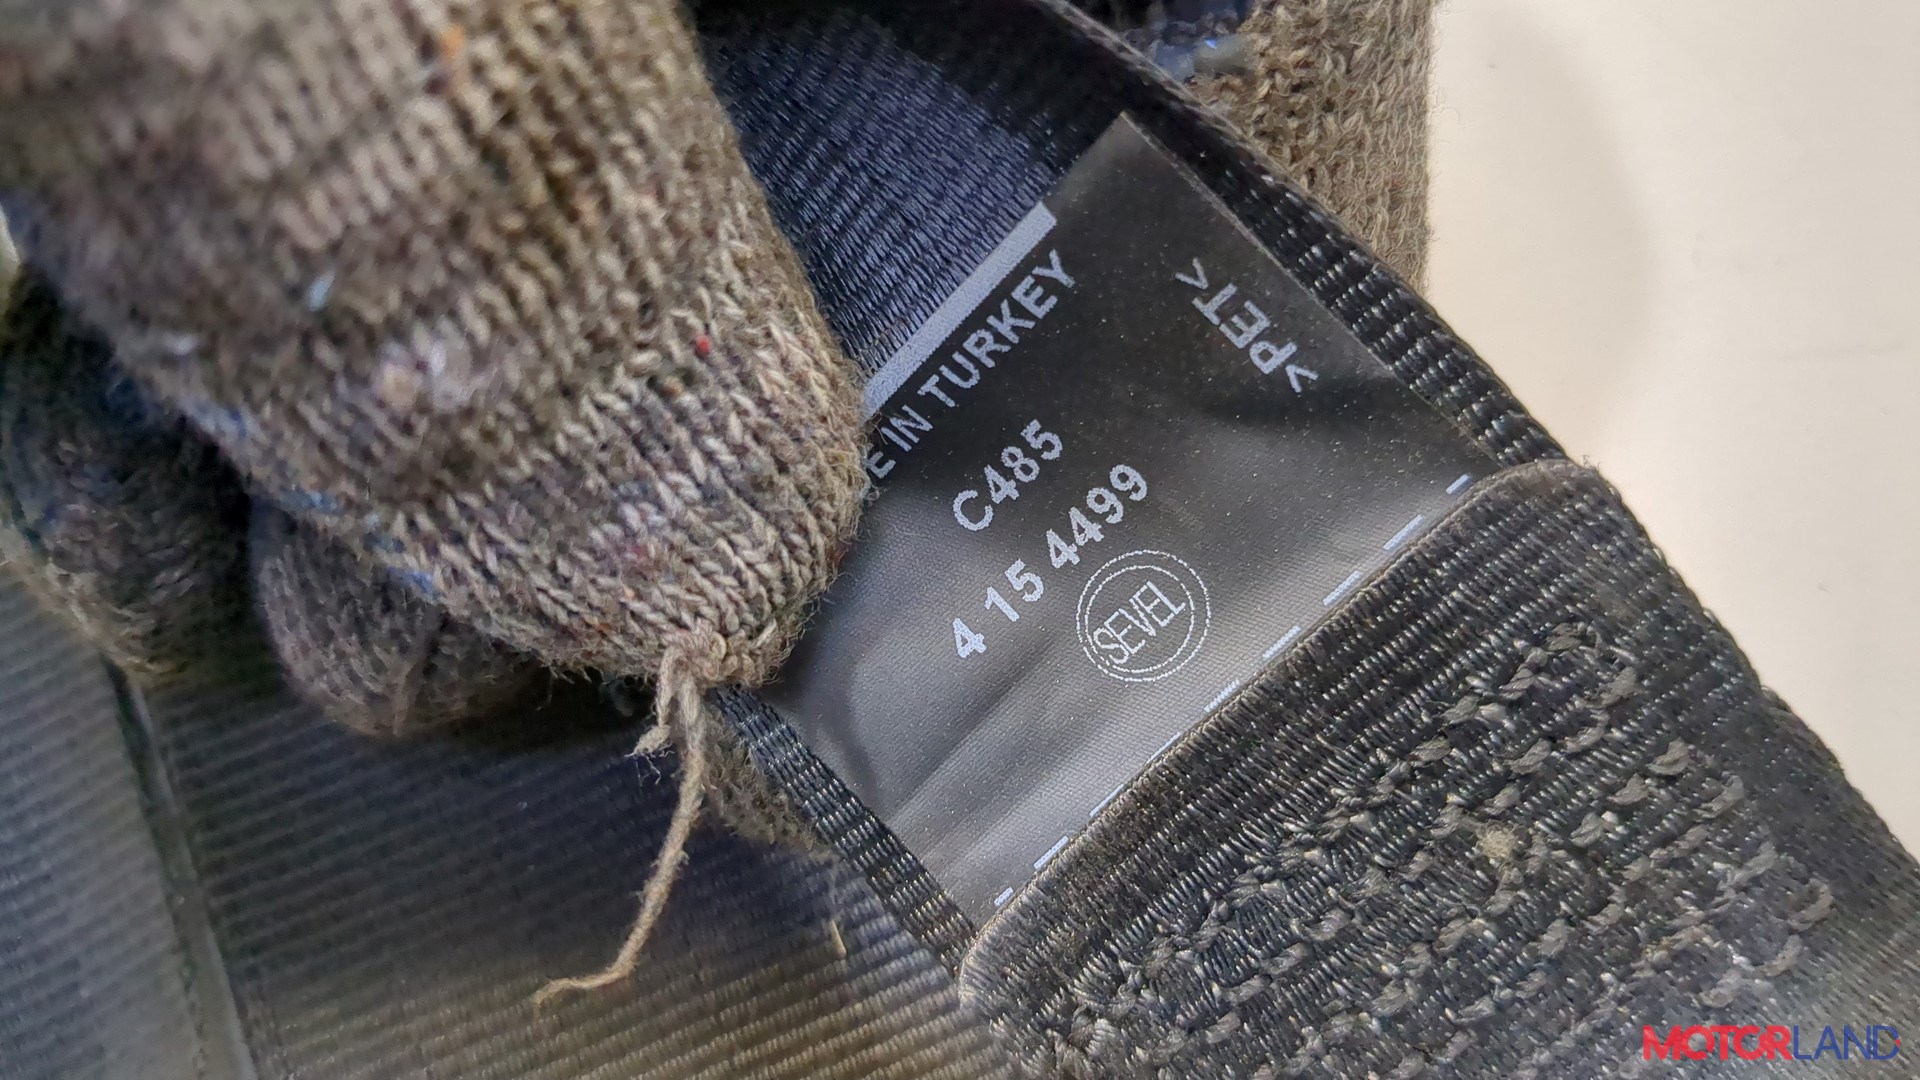 E IN TURKEY
C485
4 15 4499
SEVEL
>PET<
MOTORLAND